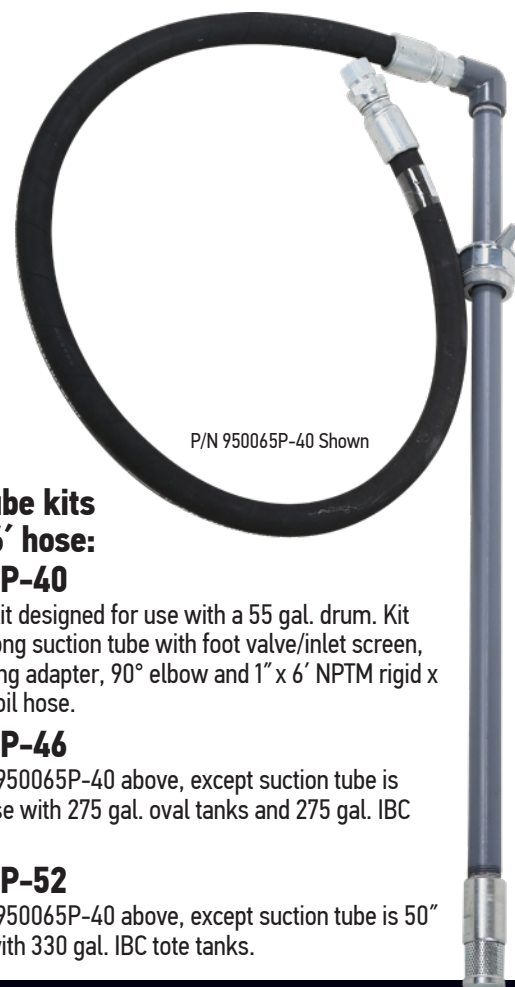 P/N 950065P-40 Shown
be kits
hose:
P-40
it designed for use with a 55 gal. drum. Kit
ong suction tube with foot valve/inlet screen,
ng adapter, 90° elbow and 1″ x 6′ NPTM rigid x
oil hose.
P-46
950065P-40 above, except suction tube is
se with 275 gal. oval tanks and 275 gal. IBC
P-52
950065P-40 above, except suction tube is 50″
with 330 gal. IBC tote tanks.